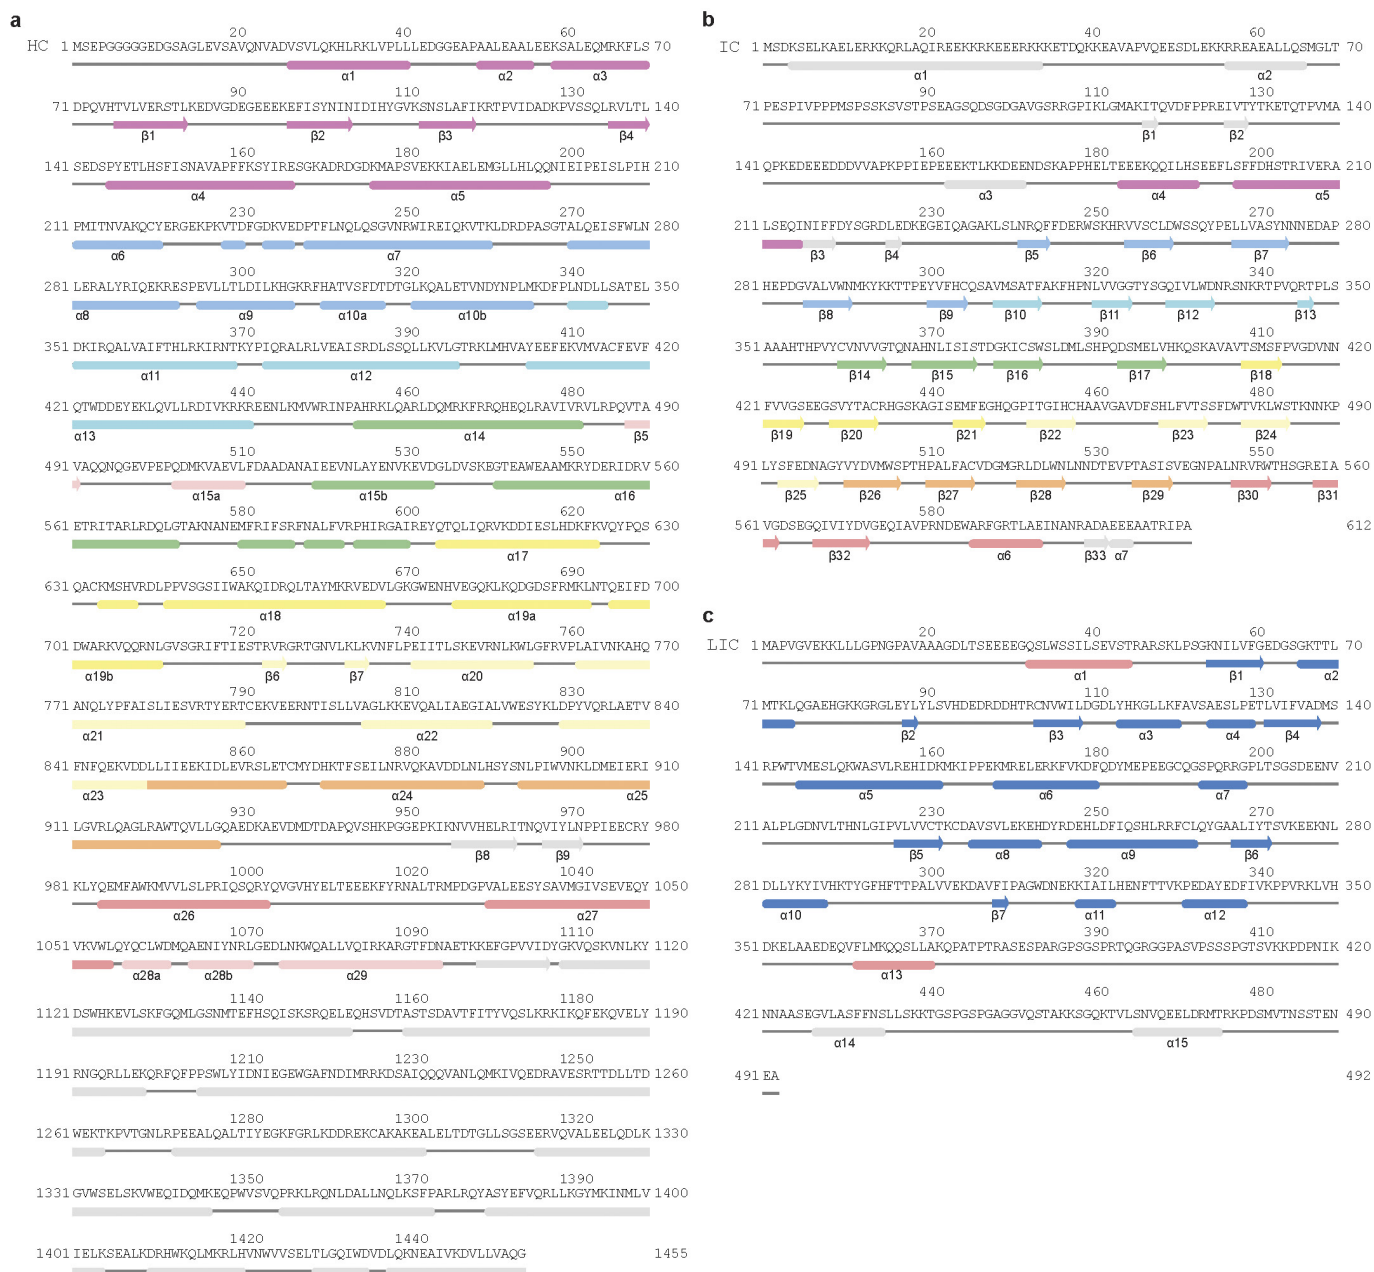 a
20 40 60
HC 1 MSEPGGGGGEDGSAGLEVSAVQNVADVSVLQKHLRKLVPLLLEDGGEAPAALEAALEEKSALEQMRKFLS 70
α1 α2 α3
90 110 130
71 DPQVHTVLVERSTLKEDVGDEGEEEKEFISYNINIDIHYGVKSNSLAFIKRTPVIDADKPVSSQLRVLTL 140
β1 β2 β3 β4
160 180 200
141 SEDSPYETLHSFISNAVAPFFKSYIRESGKADRDGDKMAPSVEKKIAELEMGLLHLQQNIEIPEISLPIH 210
α4 α5
230 250 270
211 PMITNVAKQCYERGEKPKVTDFGDKVEDPTFLNQLQSGVNRWIREIQKVTKLDRDPASGTALQEISFWLN 280
α6 α7
300 320 340
281 LERALYRIQEKRESPEVLLTLDILKHGKRFHATVSFDTDTGLKQALETVNDYNPLMKDFPLNDLLSATEL 350
α8 α9 α10a α10b
370 390 410
351 DKIRQALVAIFTHLRKIRNTKYPIQRALRLVEAISRDLSSQLLKVLGTRKLMHVAYEEFEKVMVACFEVF 420
α11 α12
440 460 480
421 QTWDDEYEKLQVLLRDIVKRKREENLKMVWRINPAHRKLQARLDQMRKFRRQHEQLRAVIVRVLRPQVTA 490
α13 α14 β5
510 530 550
491 VAQQNQGEVPEPQDMKVAEVLFDAADANAIEEVNLAYENVKEVDGLDVSKEGTEAWEAAMKRYDERIDRV 560
α15a α15b α16
580 600 620
561 ETRITARLRDQLGTAKNANEMFRIFSRFNALFVRPHIRGAIREYQTQLIQRVKDDIESLHDKFKVQYPQS 630
α17
650 670 690
631 QACKMSHVRDLPPVSGSIIWAKQIDRQLTAYMKRVEDVLGKGWENHVEGQKLKQDGDSFRMKLNTQEIFD 700
α18 α19a
720 740 760
701 DWARKVQQRNLGVSGRIFTIESTRVRGRTGNVLKLKVNFLPEIITLSKEVRNLKWLGFRVPLAIVNKAHQ 770
α19b β6 β7 α20
790 810 830
771 ANQLYPFAISLIESVRTYERTCEKVEERNTISLLVAGLKKEVQALIAEGIALVWESYKLDPYVQRLAETV 840
α21 α22
860 880 900
841 FNFQEKVDDLLIIEEKIDLEVRSLETCMYDHKTFSEILNRVQKAVDDLNLHSYSNLPIWVNKLDMEIERI 910
α23 α24 α25
930 950 970
911 LGVRLQAGLRAWTQVLLGQAEDKAEVDMDTDAPQVSHKPGGEPKIKNVVHELRITNQVIYLNPPIEECRY 980
β8 β9
1000 1020 1040
981 KLYQEMFAWKMVVLSLPRIQSQRYQVGVHYELTEEEKFYRNALTRMPDGPVALEESYSAVMGIVSEVEQY 1050
α26 α27
1070 1090 1110
1051 VKVWLQYQCLWDMQAENIYNRLGEDLNKWQALLVQIRKARGTFDNAETKKEFGPVVIDYGKVQSKVNLKY 1120
α28a α28b α29
1140 1160 1180
1121 DSWHKEVLSKFGQMLGSNMTEFHSQISKSRQELEQHSVDTASTSDAVTFITYVQSLKRKIKQFEKQVELY 1190
1210 1230 1250
1191 RNGQRLLEKQRFQFPPSWLYIDNIEGEWGAFNDIMRRKDSAIQQQVANLQMKIVQEDRAVESRTTDLLTD 1260
1280 1300 1320
1261 WEKTKPVTGNLRPEEALQALTIYEGKFGRLKDDREKCAKAKEALELTDTGLLSGSEERVQVALEELQDLK 1330
1350 1370 1390
1331 GVWSELSKVWEQIDQMKEQPWVSVQPRKLRQNLDALLNQLKSFPARLRQYASYEFVQRLLKGYMKINMLV 1400
1420 1440
1401 IELKSEALKDRHWKQLMKRLHVNWVVSELTLGQIWDVDLQKNEAIVKDVLLVAQG 1455
b
20 40 60
IC 1 MSDKSELKAELERKKQRLAQIREEKKRKEEERKKKETDQKKEAVAPVQEESDLEKKRREAEALLQSMGLT 70
α1 α2
90 110 130
71 PESPIVPPPMSPSSKSVSTPSEAGSQDSGDGAVGSRRGPIKLGMAKITQVDFPPREIVTYTKETQTPVMA 140
β1 β2
160 180 200
141 QPKEDEEEDDDVVAPKPPIEPEEEKTLKKDEENDSKAPPHELTEEEKQQILHSEEFLSFFDHSTRIVERA 210
α3 α4 α5
230 250 270
211 LSEQINIFFDYSGRDLEDKEGEIQAGAKLSLNRQFFDERWSKHRVVSCLDWSSQYPELLVASYNNNEDAP 280
β3 β4 β5 β6 β7
300 320 340
281 HEPDGVALVWNMKYKKTTPEYVFHCQSAVMSATFAKFHPNLVVGGTYSGQIVLWDNRSNKRTPVQRTPLS 350
β8 β9 β10 β11 β12 β13
370 390 410
351 AAAHTHPVYCVNVVGTQNAHNLISISTDGKICSWSLDMLSHPQDSMELVHKQSKAVAVTSMSFPVGDVNN 420
β14 β15 β16 β17 β18
440 460 480
421 FVVGSEEGSVYTACRHGSKAGISEMFEGHQGPITGIHCHAAVGAVDFSHLFVTSSFDWTVKLWSTKNNKP 490
β19 β20 β21 β22 β23 β24
510 530 550
491 LYSFEDNAGYVYDVMWSPTHPALFACVDGMGRLDLWNLNNDTEVPTASISVEGNPALNRVRWTHSGREIA 560
β25 β26 β27 β28 β29 β30 β31
580
561 VGDSEGQIVIYDVGEQIAVPRNDEWARFGRTLAEINANRADAEEEAATRIPA 612
β32 α6 β33 α7
c
20 40 60
LIC 1 MAPVGVEKKLLLGPNGPAVAAAGDLTSEEEEGQSLWSSILSEVSTRARSKLPSGKNILVFGEDGSGKTTL 70
α1 β1 α2
90 110 130
71 MTKLQGAEHGKKGRGLEYLYLSVHDEDRDDHTRCNVWILDGDLYHKGLLKFAVSAESLPETLVIFVADMS 140
β2 β3 α3 α4 β4
160 180 200
141 RPWTVMESLQKWASVLREHIDKMKIPPEKMRELERKFVKDFQDYMEPEEGCQGSPQRRGPLTSGSDEENV 210
α5 α6 α7
230 250 270
211 ALPLGDNVLTHNLGIPVLVVCTKCDAVSVLEKEHDYRDEHLDFIQSHLRRFCLQYGAALIYTSVKEEKNL 280
β5 α8 α9 β6
300 320 340
281 DLLYKYIVHKTYGFHFTTPALVVEKDAVFIPAGWDNEKKIAILHENFTTVKPEDAYEDFIVKPPVRKLVH 350
α10 β7 α11 α12
370 390 410
351 DKELAAEDEQVFLMKQQSLLAKQPATPTRASESPARGPSGSPRTQGRGGPASVPSSSPGTSVKKPDPNIK 420
α13
440 460 480
421 NNAASEGVLASFFNSLLSKKTGSPGSPGAGGVQSTAKKSGQKTVLSNVQEELDRMTRKPDSMVTNSSTEN 490
α14 α15
491 EA 492